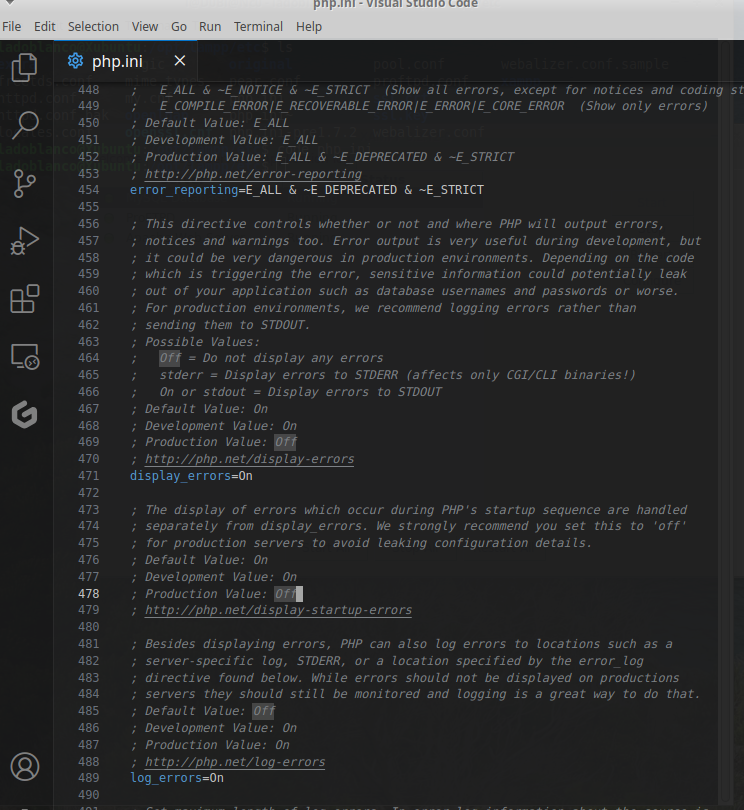 php.ini - Visual Studio Code
File Edit Selection View Go Run Terminal Help
php.ini ×
448 ;   E_ALL & ~E_NOTICE & ~E_STRICT  (Show all errors, except for notices and coding st
449 ;   E_COMPILE_ERROR|E_RECOVERABLE_ERROR|E_ERROR|E_CORE_ERROR  (Show only errors)
450 ; Default Value: E_ALL
451 ; Development Value: E_ALL
452 ; Production Value: E_ALL & ~E_DEPRECATED & ~E_STRICT
453 ; http://php.net/error-reporting
454 error_reporting=E_ALL & ~E_DEPRECATED & ~E_STRICT
455
456 ; This directive controls whether or not and where PHP will output errors,
457 ; notices and warnings too. Error output is very useful during development, but
458 ; it could be very dangerous in production environments. Depending on the code
459 ; which is triggering the error, sensitive information could potentially leak
460 ; out of your application such as database usernames and passwords or worse.
461 ; For production environments, we recommend logging errors rather than
462 ; sending them to STDOUT.
463 ; Possible Values:
464 ;   Off = Do not display any errors
465 ;   stderr = Display errors to STDERR (affects only CGI/CLI binaries!)
466 ;   On or stdout = Display errors to STDOUT
467 ; Default Value: On
468 ; Development Value: On
469 ; Production Value: Off
470 ; http://php.net/display-errors
471 display_errors=On
472
473 ; The display of errors which occur during PHP's startup sequence are handled
474 ; separately from display_errors. We strongly recommend you set this to 'off'
475 ; for production servers to avoid leaking configuration details.
476 ; Default Value: On
477 ; Development Value: On
478 ; Production Value: Off
479 ; http://php.net/display-startup-errors
480
481 ; Besides displaying errors, PHP can also log errors to locations such as a
482 ; server-specific log, STDERR, or a location specified by the error_log
483 ; directive found below. While errors should not be displayed on productions
484 ; servers they should still be monitored and logging is a great way to do that.
485 ; Default Value: Off
486 ; Development Value: On
487 ; Production Value: On
488 ; http://php.net/log-errors
489 log_errors=On
490